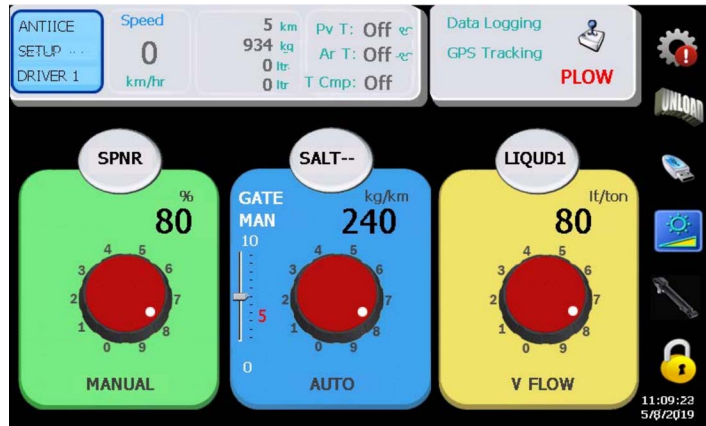 ANTIICE
SETUP
DRIVER 1
Speed
0
km/hr
5 km
934 kg
0 ltr
0 ltr
Pv T: Off
Ar T: Off
T Cmp: Off
Data Logging
GPS Tracking
PLOW
UNLOAD
SPNR
%
80
0 1 2 3 4 5 6 7 8 9
MANUAL
SALT--
GATE
MAN
10
5
0
kg/km
240
0 1 2 3 4 5 6 7 8 9
AUTO
LIQUD1
lt/ton
80
0 1 2 3 4 5 6 7 8 9
V FLOW
11:09:23
5/8/2019